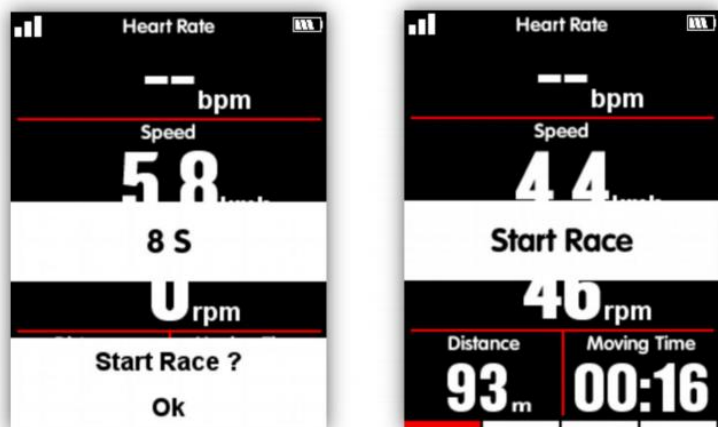 Heart Rate
-- bpm
Speed
5.8
8 S
0 rpm
Start Race ?
Ok
Heart Rate
-- bpm
Speed
4.4
Start Race
46 rpm
Distance
93 m
Moving Time
00:16